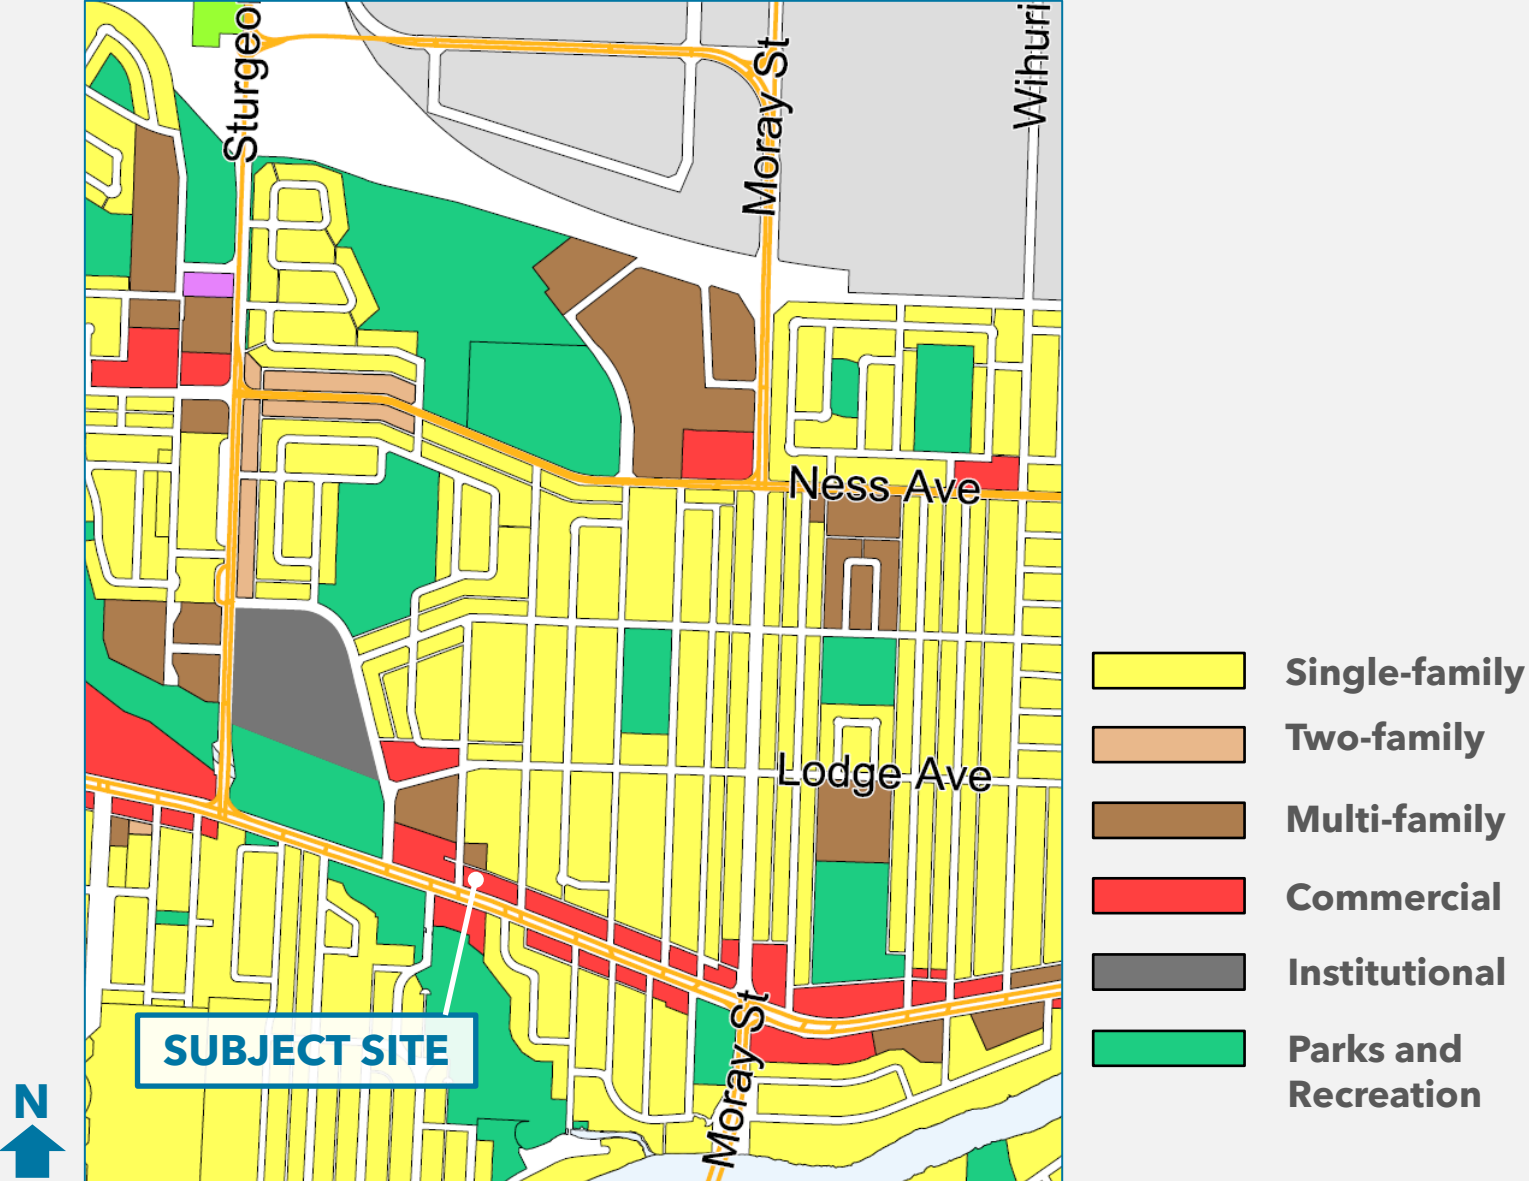 Sturgeo
Moray St
Wihuri
Ness Ave
Lodge Ave
Single-family
Two-family
Multi-family
Commercial
Institutional
Parks and
Recreation
SUBJECT SITE
Moray St
N